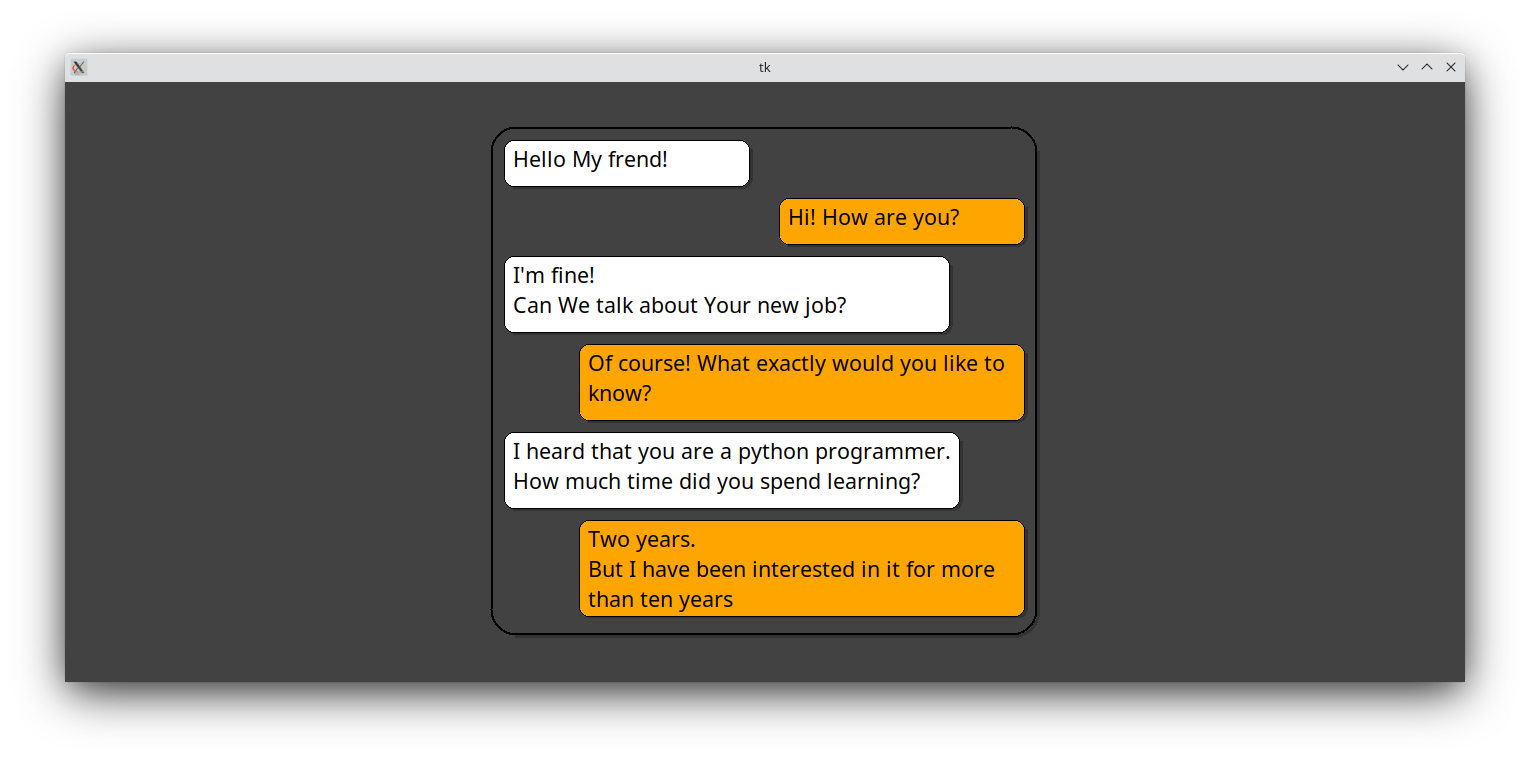 tk
Hello My frend!
Hi! How are you?
I'm fine!
Can We talk about Your new job?
Of course! What exactly would you like to
know?
I heard that you are a python programmer.
How much time did you spend learning?
Two years.
But I have been interested in it for more
than ten years